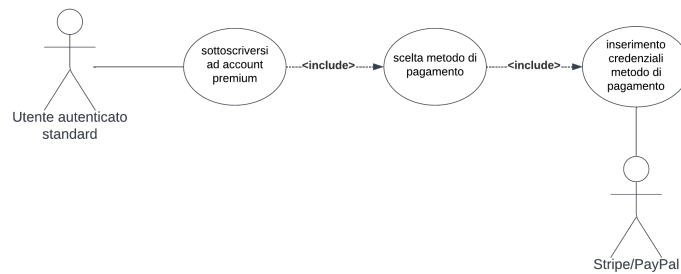 Utente autenticato
standard
sottoscriversi
ad account
premium
<include>
scelta metodo di
pagamento
<include>
inserimento
credenziali
metodo di
pagamento
Stripe/PayPal